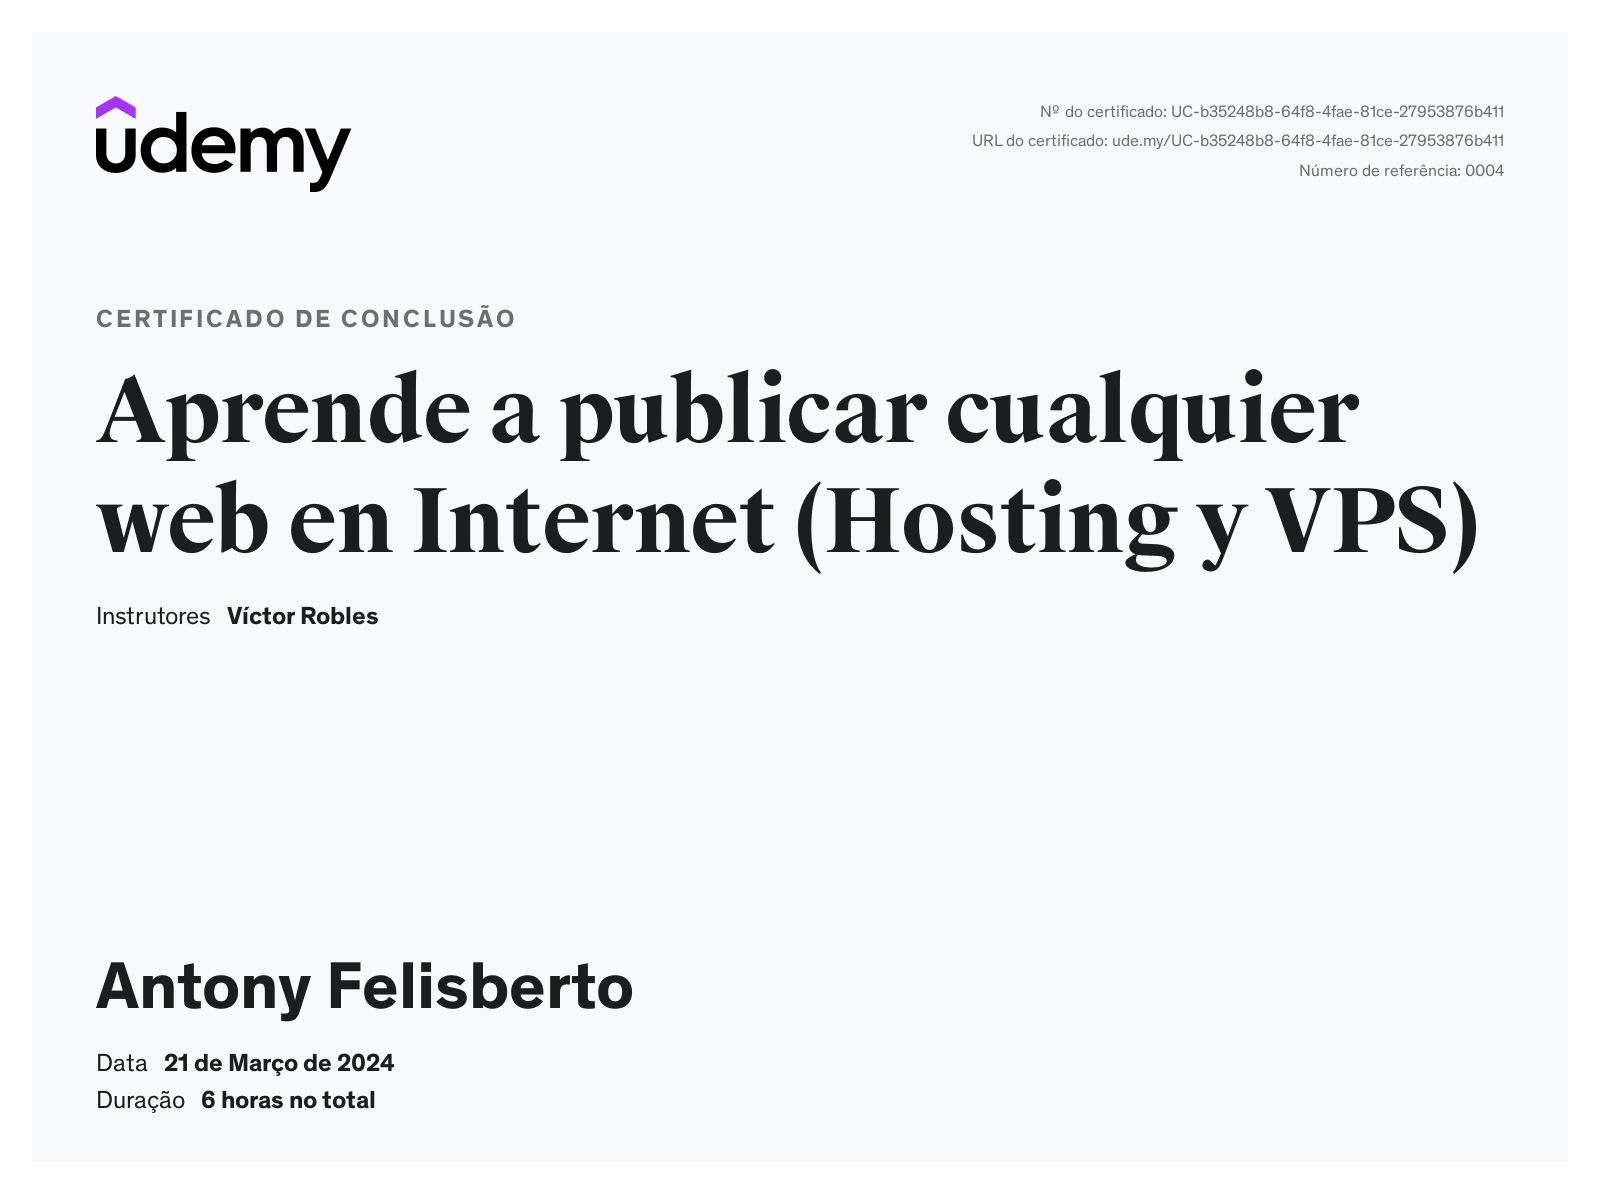 udemy
Nº do certificado: UC-b35248b8-64f8-4fae-81ce-27953876b411
URL do certificado: ude.my/UC-b35248b8-64f8-4fae-81ce-27953876b411
Número de referência: 0004
CERTIFICADO DE CONCLUSÃO
Aprende a publicar cualquier
web en Internet (Hosting y VPS)
Instrutores Víctor Robles
Antony Felisberto
Data 21 de Março de 2024
Duração 6 horas no total